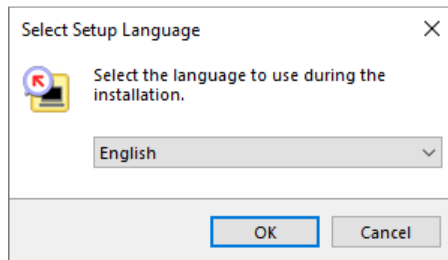 Select Setup Language
Select the language to use during the
installation.
English
OK
Cancel